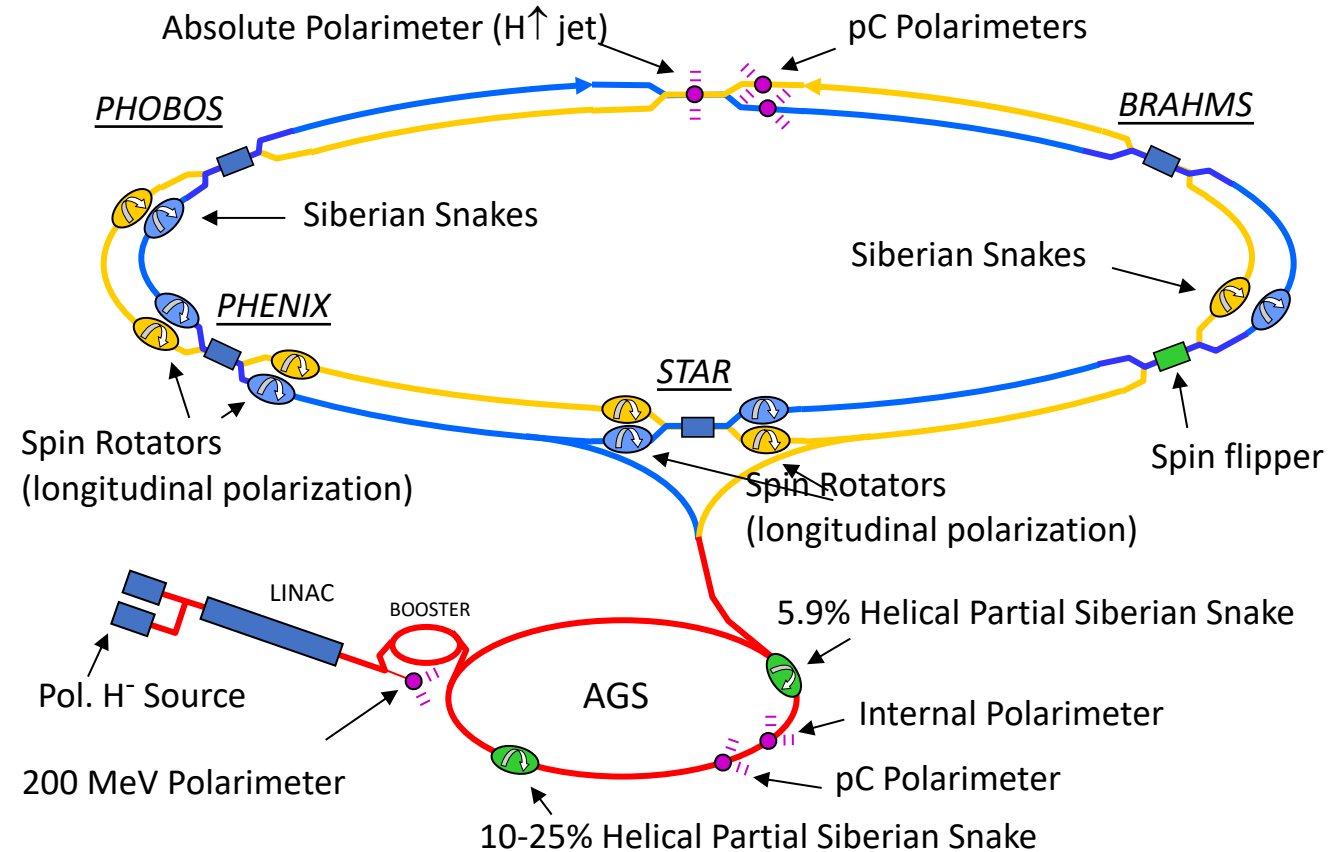 Absolute Polarimeter (H↑ jet)
pC Polarimeters
PHOBOS
BRAHMS
Siberian Snakes
Siberian Snakes
PHENIX
STAR
Spin Rotators
(longitudinal polarization)
Spin flipper
Spin Rotators
(longitudinal polarization)
LINAC
BOOSTER
5.9% Helical Partial Siberian Snake
Pol. H⁻ Source
AGS
Internal Polarimeter
200 MeV Polarimeter
pC Polarimeter
10-25% Helical Partial Siberian Snake